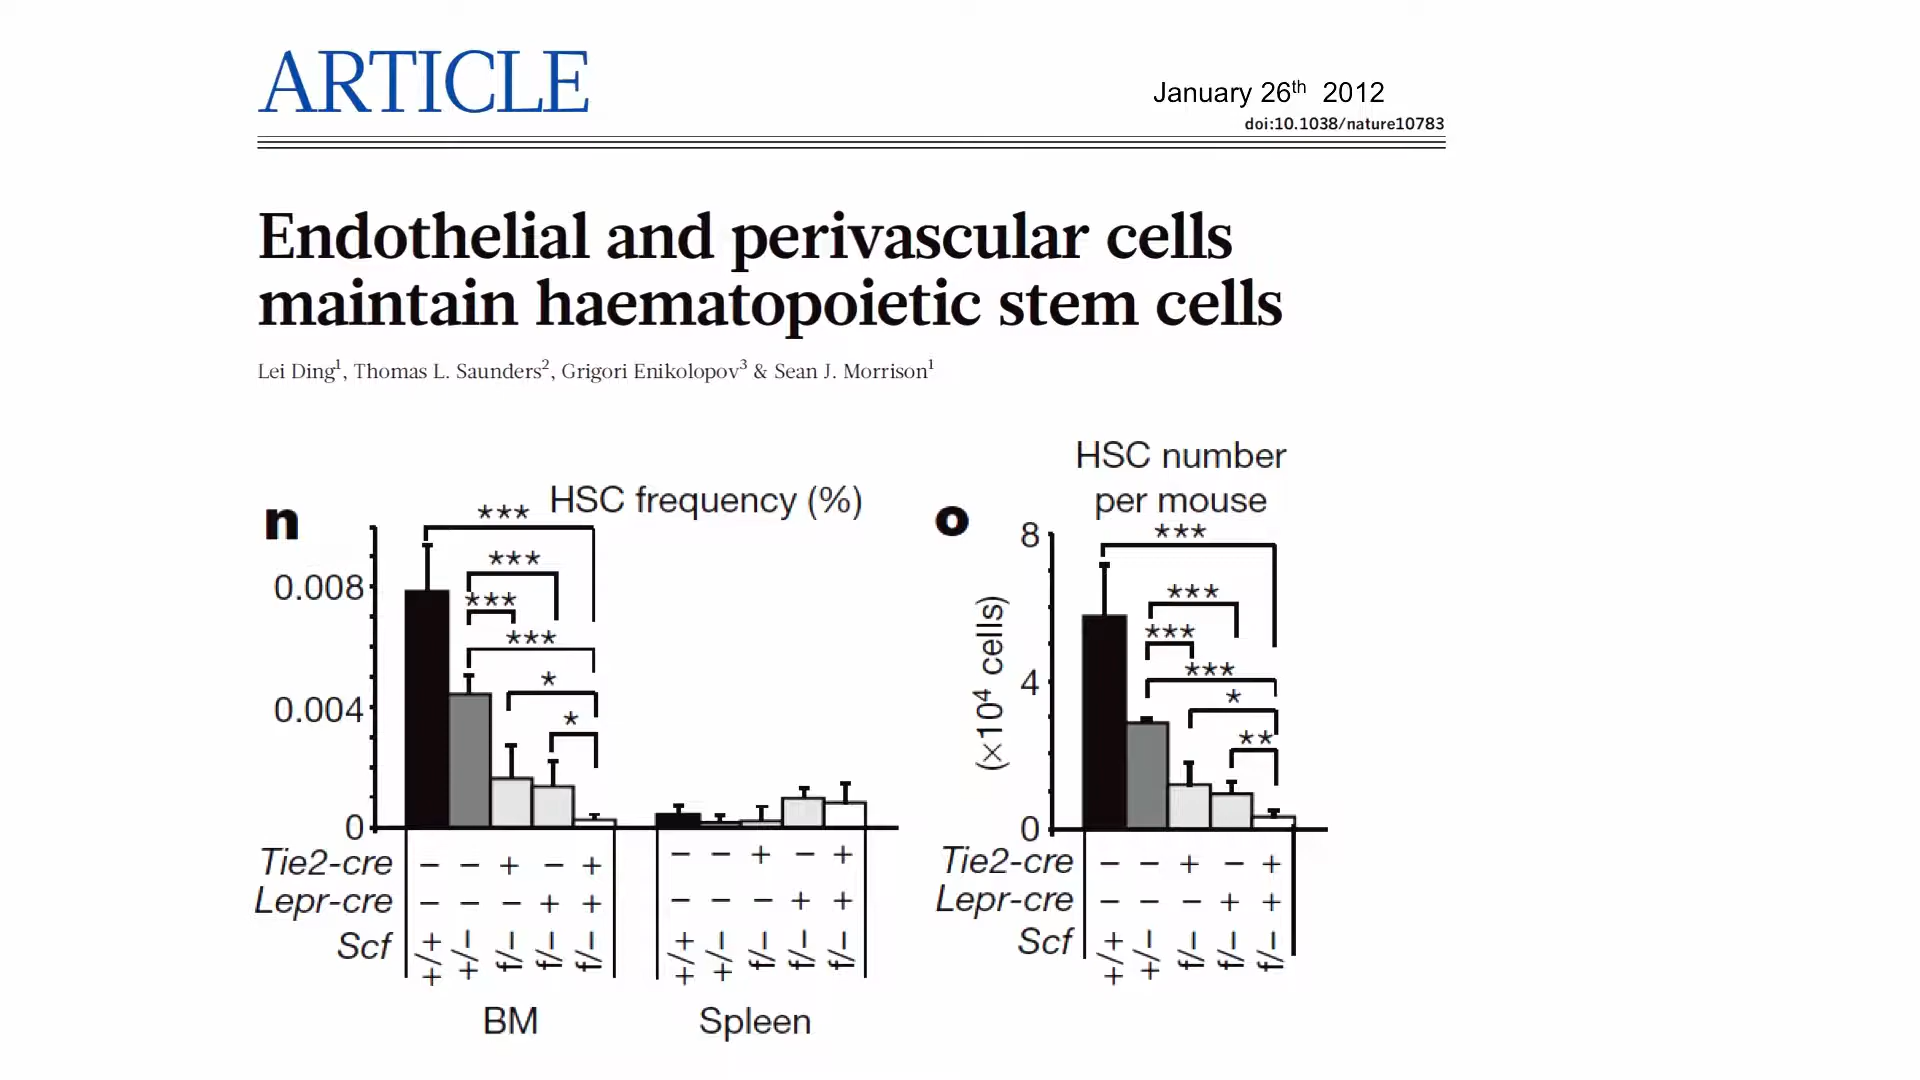 ARTICLE
January 26th 2012
doi:10.1038/nature10783
Endothelial and perivascular cells
maintain haematopoietic stem cells
Lei Ding1, Thomas L. Saunders2, Grigori Enikolopov3 & Sean J. Morrison1
n
HSC frequency (%)
***
***
***
***
*
*
0.008
0.004
0
Tie2-cre − − + − + − − + − +
Lepr-cre − − − + + − − − + +
Scf +/+ +/− f/− f/− f/− +/+ +/− f/− f/− f/−
BM Spleen
o
HSC number
per mouse
***
***
***
***
*
**
(×10⁴ cells)
8
4
0
Tie2-cre − − + − +
Lepr-cre − − − + +
Scf +/+ +/− f/− f/− f/−